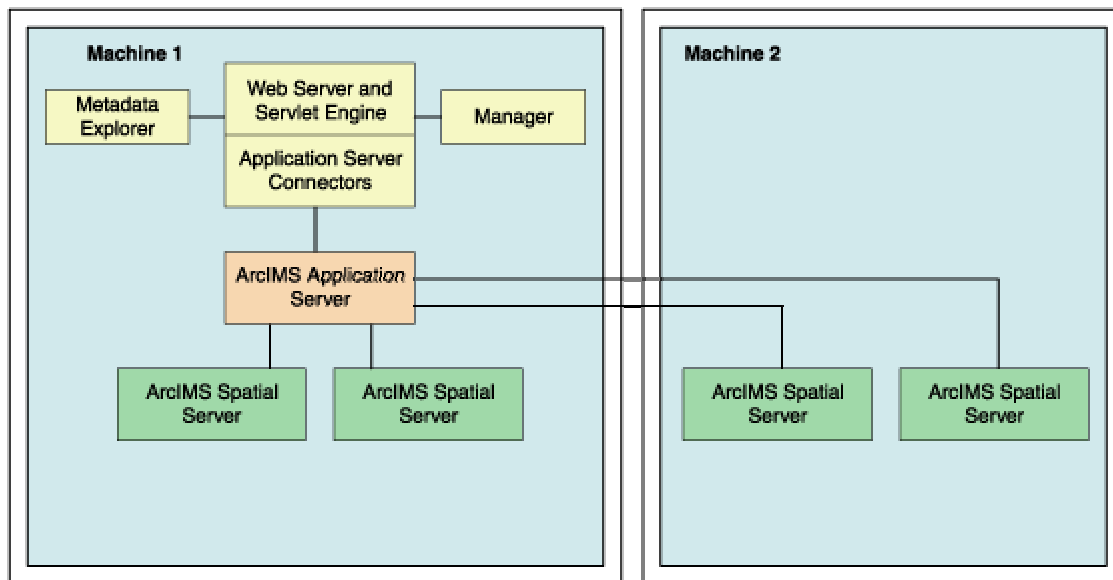 Machine 1
Metadata
Explorer
Web Server and
Servlet Engine
Manager
Application Server
Connectors
ArcIMS Application
Server
ArcIMS Spatial
Server
ArcIMS Spatial
Server
Machine 2
ArcIMS Spatial
Server
ArcIMS Spatial
Server